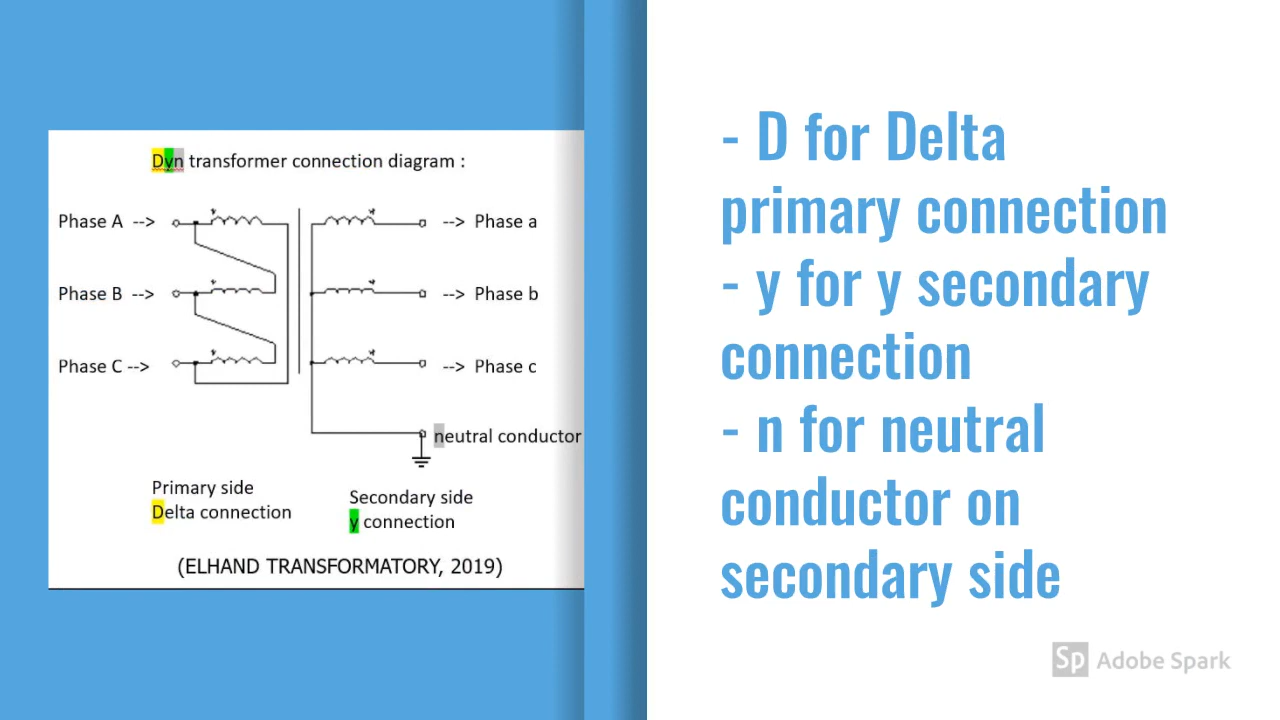 Dyn transformer connection diagram :
Phase A --> --> Phase a
Phase B --> --> Phase b
Phase C --> --> Phase c
neutral conductor
Primary side
Delta connection
Secondary side
y connection
(ELHAND TRANSFORMATORY, 2019)
- D for Delta
primary connection
- y for y secondary
connection
- n for neutral
conductor on
secondary side
Sp Adobe Spark